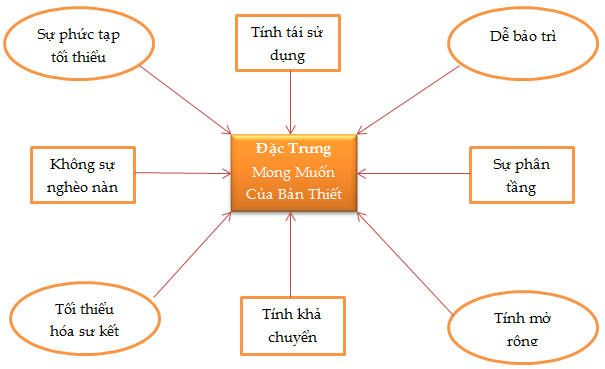 Sự phức tạp
tối thiểu
Tính tái sử
dụng
Dễ bảo trì
Không sự
nghèo nàn
Đặc Trưng
Mong Muốn
Của Bản Thiết
Sự phân
tầng
Tối thiểu
hóa sư kết
Tính khả
chuyển
Tính mở
rông